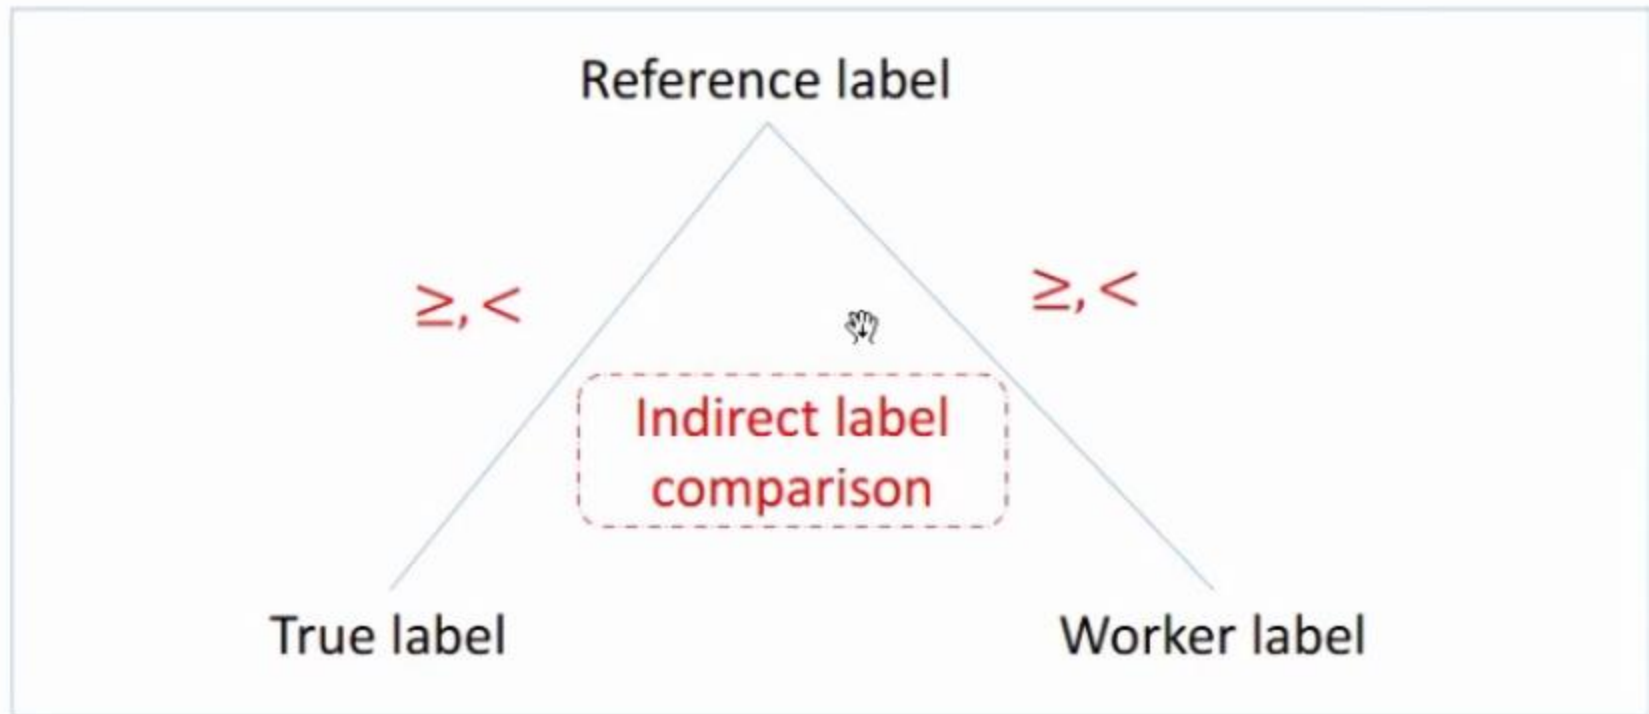 Reference label
≥, <
≥, <
Indirect label
comparison
True label
Worker label